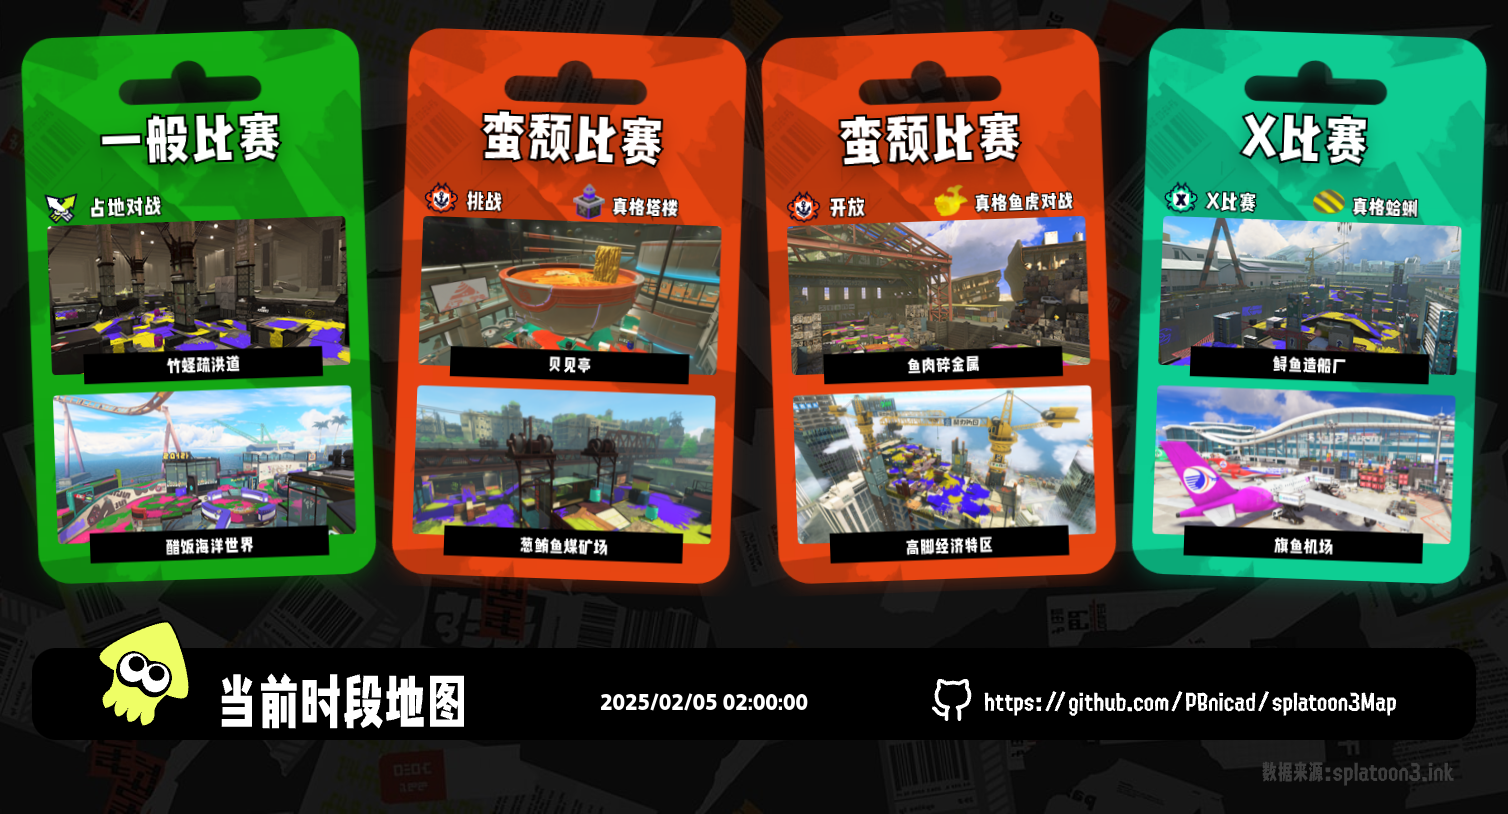 一般比赛
占地对战
竹蛏疏洪道
醋饭海洋世界
蛮颓比赛
挑战
真格塔楼
贝见亭
葱鲔鱼煤矿场
蛮颓比赛
开放
真格鱼虎对战
鱼肉碎金属
高脚经济特区
X比赛
X比赛
真格蛤蜊
鲟鱼造船厂
旗鱼机场
当前时段地图
2025/02/05 02:00:00
https://github.com/PBnicad/splatoon3Map
数据来源:splatoon3.ink